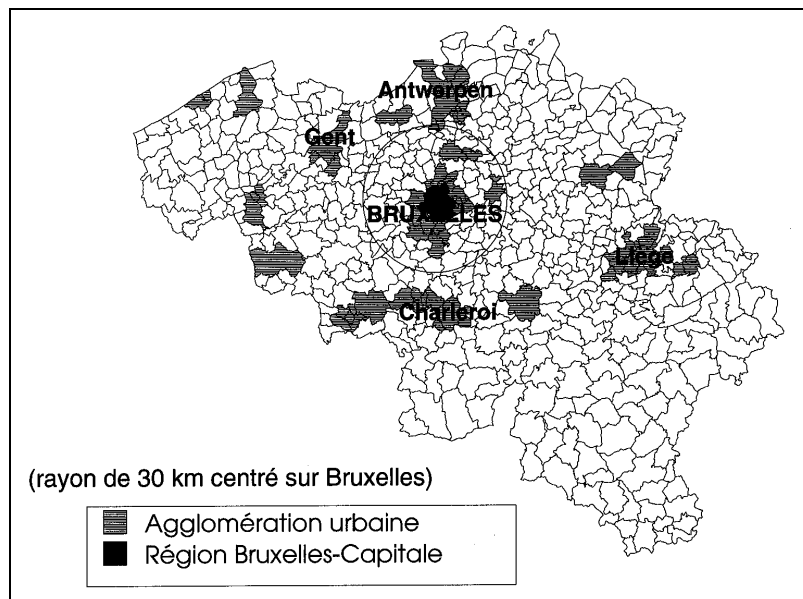 Antwerpen
Gent
BRUXELLES
Liège
Charleroi
(rayon de 30 km centré sur Bruxelles)
Agglomération urbaine
Région Bruxelles-Capitale